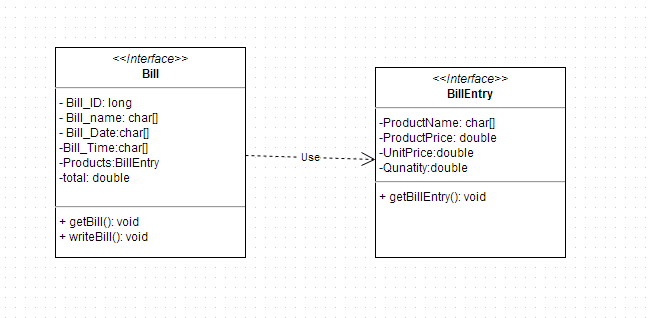 <<Interface>>
Bill
- Bill_ID: long
- Bill_name: char[]
- Bill_Date:char[]
-Bill_Time:char[]
-Products:BillEntry
-total: double
+ getBill(): void
+ writeBill(): void
Use
<<Interface>>
BillEntry
-ProductName: char[]
-ProductPrice: double
-UnitPrice:double
-Qunatity:double
+ getBillEntry(): void